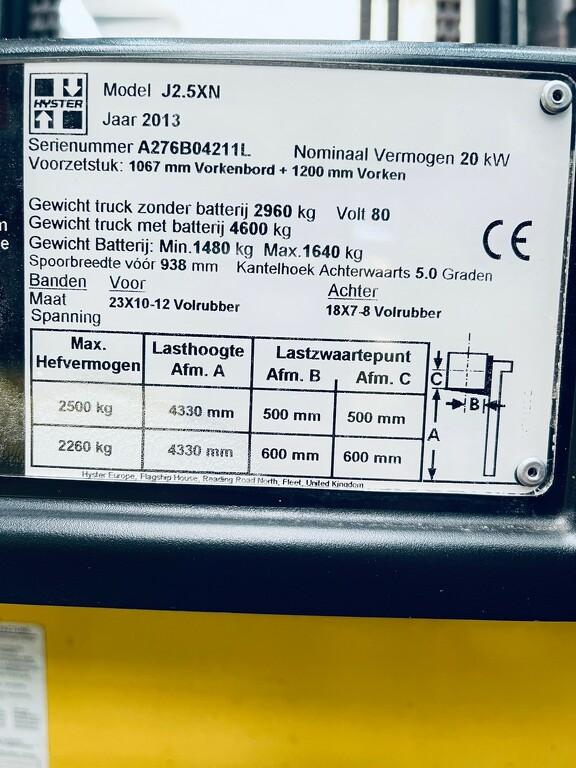 HYSTER
Model J2.5XN
Jaar 2013
Serienummer A276B04211L Nominaal Vermogen 20 kW
Voorzetstuk: 1067 mm Vorkenbord + 1200 mm Vorken
m
e
Gewicht truck zonder batterij 2960 kg Volt 80
Gewicht truck met batterij 4600 kg
Gewicht Batterij: Min.1480 kg Max.1640 kg
Spoorbreedte vóór 938 mm Kantelhoek Achterwaarts 5.0 Graden
Banden Voor Achter
Maat 23X10-12 Volrubber 18X7-8 Volrubber
Spanning
Max. Hefvermogen
Lasthoogte Afm. A
Lastzwaartepunt
Afm. B Afm. C
2500 kg 4330 mm 500 mm 500 mm
2260 kg 4330 mm 600 mm 600 mm
C
B
A
CE
Hyster Europe, Flagship House, Reading Road North, Fleet, United Kingdom